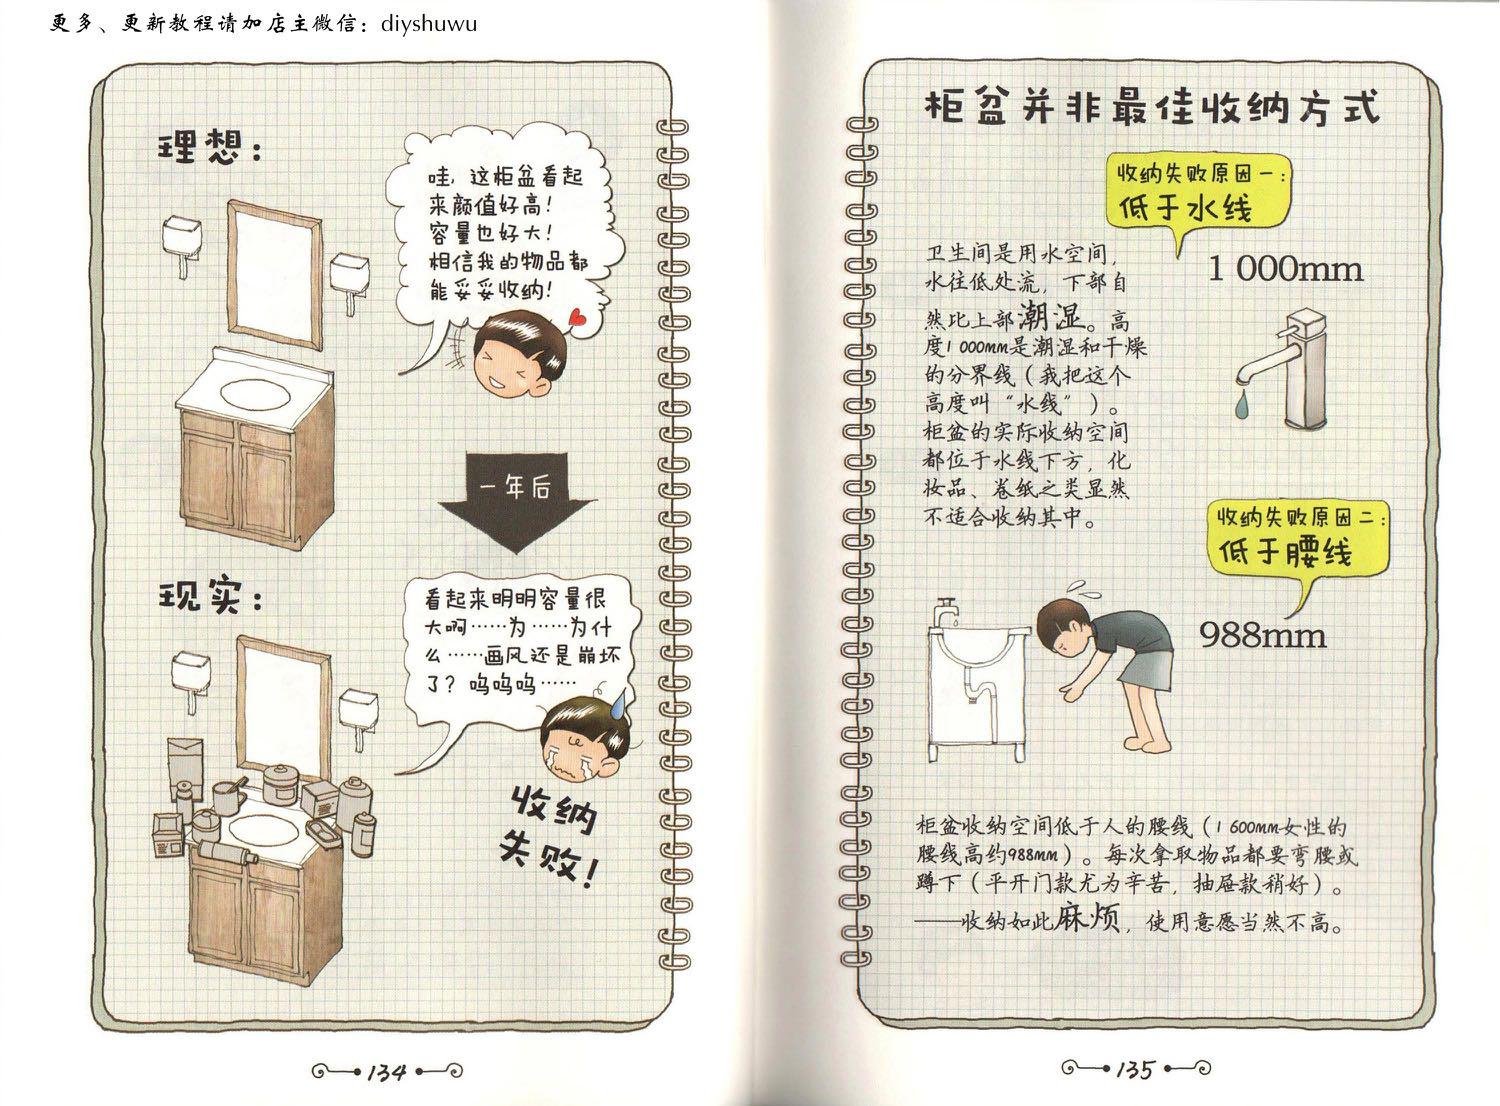 更多、更新教程请加店主微信：diyshuwu
理想：
哇，这柜盆看起
来颜值好高！
容量也好大！
相信我的物品都
能妥妥收纳！
一年后
现实：
看起来明明容量很
大啊……为……为什
么……画风还是崩坏
了？呜呜呜……
收纳
失败！
134
柜盆并非最佳收纳方式
收纳失败原因一：
低于水线
卫生间是用水空间，
水往低处流，下部自
然比上部潮湿。高
度1 000mm是潮湿和干燥
的分界线（我把这个
高度叫“水线”）。
柜盆的实际收纳空间
都位于水线下方，化
妆品、卷纸之类显然
不适合收纳其中。
1 000mm
收纳失败原因二：
低于腰线
988mm
柜盆收纳空间低于人的腰线（1 600mm女性的
腰线高约988mm）。每次拿取物品都要弯腰或
蹲下（平开门款尤为辛苦，抽屉款稍好）。
——收纳如此麻烦，使用意愿当然不高。
135